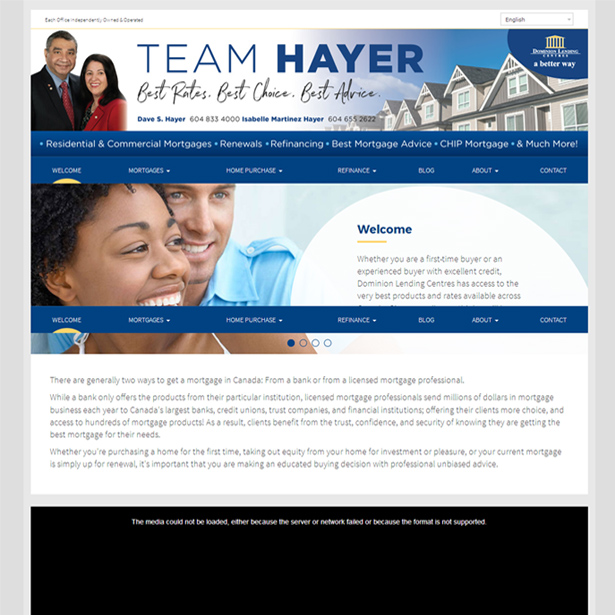 Each Office Independently Owned & Operated
English
TEAM HAYER
Best Rates. Best Choice. Best Advice.
Dave S. Hayer 604 833 4000 Isabelle Martinez Hayer 604 655 2622
DOMINION LENDING
CENTRES
a better way
• Residential & Commercial Mortgages • Renewals • Refinancing • Best Mortgage Advice • CHIP Mortgage • & Much More!
WELCOME MORTGAGES HOME PURCHASE REFINANCE BLOG ABOUT CONTACT
Welcome
Whether you are a first-time buyer or an
experienced buyer with excellent credit,
Dominion Lending Centres has access to the
very best products and rates available across
WELCOME MORTGAGES HOME PURCHASE REFINANCE BLOG ABOUT CONTACT
There are generally two ways to get a mortgage in Canada: From a bank or from a licensed mortgage professional.
While a bank only offers the products from their particular institution, licensed mortgage professionals send millions of dollars in mortgage
business each year to Canada's largest banks, credit unions, trust companies, and financial institutions; offering their clients more choice, and
access to hundreds of mortgage products! As a result, clients benefit from the trust, confidence, and security of knowing they are getting the
best mortgage for their needs.
Whether you're purchasing a home for the first time, taking out equity from your home for investment or pleasure, or your current mortgage
is simply up for renewal, it's important that you are making an educated buying decision with professional unbiased advice.
The media could not be loaded, either because the server or network failed or because the format is not supported.